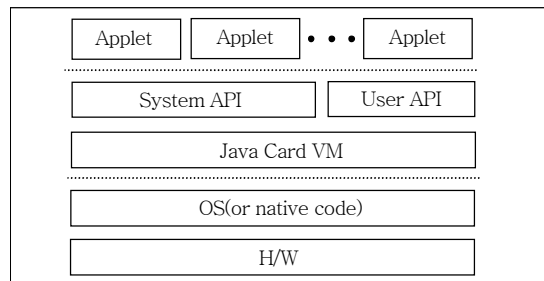 Applet Applet • • • Applet
System API User API
Java Card VM
OS(or native code)
H/W